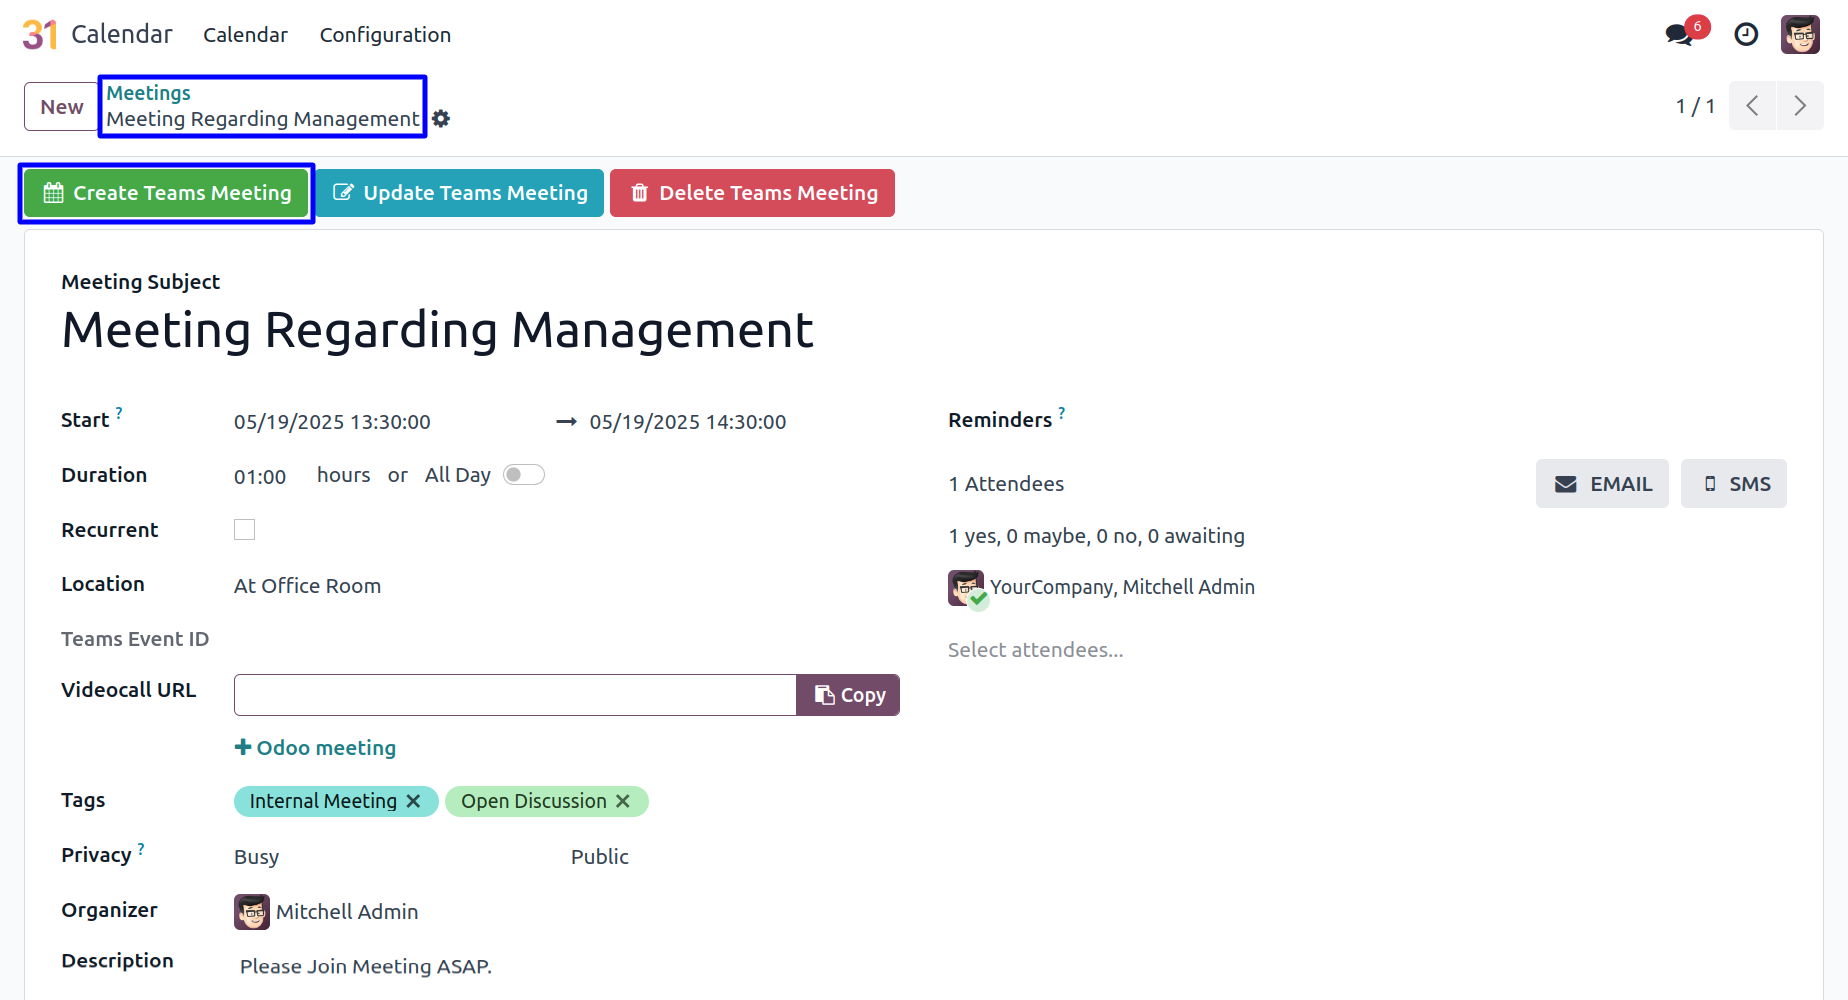 31 Calendar Calendar Configuration 6
New Meetings
Meeting Regarding Management 1 / 1
Create Teams Meeting Update Teams Meeting Delete Teams Meeting
Meeting Subject
Meeting Regarding Management
Start ? 05/19/2025 13:30:00 → 05/19/2025 14:30:00 Reminders ?
Duration 01:00 hours or All Day
1 Attendees EMAIL SMS
Recurrent
1 yes, 0 maybe, 0 no, 0 awaiting
Location At Office Room
YourCompany, Mitchell Admin
Teams Event ID
Select attendees...
Videocall URL Copy
+ Odoo meeting
Tags Internal Meeting × Open Discussion ×
Privacy ? Busy Public
Organizer Mitchell Admin
Description Please Join Meeting ASAP.